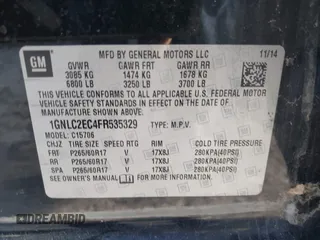 MFD BY GENERAL MOTORS LLC 11/14
GM
GVWR GAWR FRT GAWR RR
3085 KG 1474 KG 1678 KG
6800 LB 3250 LB 3700 LB
THIS VEHICLE CONFORMS TO ALL APPLICABLE U.S. FEDERAL
MOTOR VEHICLE SAFETY AND THEFT PREVENTION STANDARDS
IN EFFECT ON THE DATE OF MANUFACTURE SHOWN ABOVE.
1GNLC2EC4FR535329 TYPE: M.P.V.
MODEL: C15706
CHJZ TIRE SIZE SPEED RTG RIM COLD TIRE PRESSURE
FRT P265/60R17 V 17X8J 280KPA(40PSI)
RR P265/60R17 V 17X8J 280KPA(40PSI)
SPA P265/60R17 V 17X8J 280KPA(40PSI)
SEE OWNER'S MANUAL FOR MORE INFORMATION.
DREAMBID